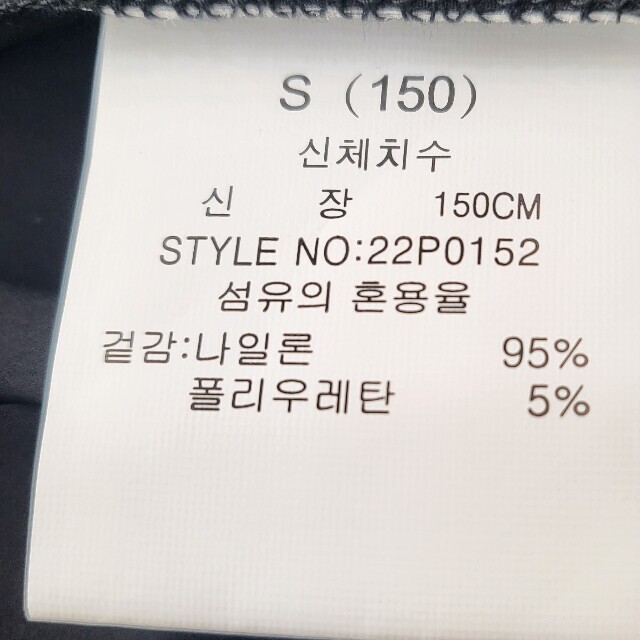 S (150)
신체치수
신 장 150CM
STYLE NO:22P0152
섬유의 혼용율
겉감:나일론 95%
폴리우레탄 5%